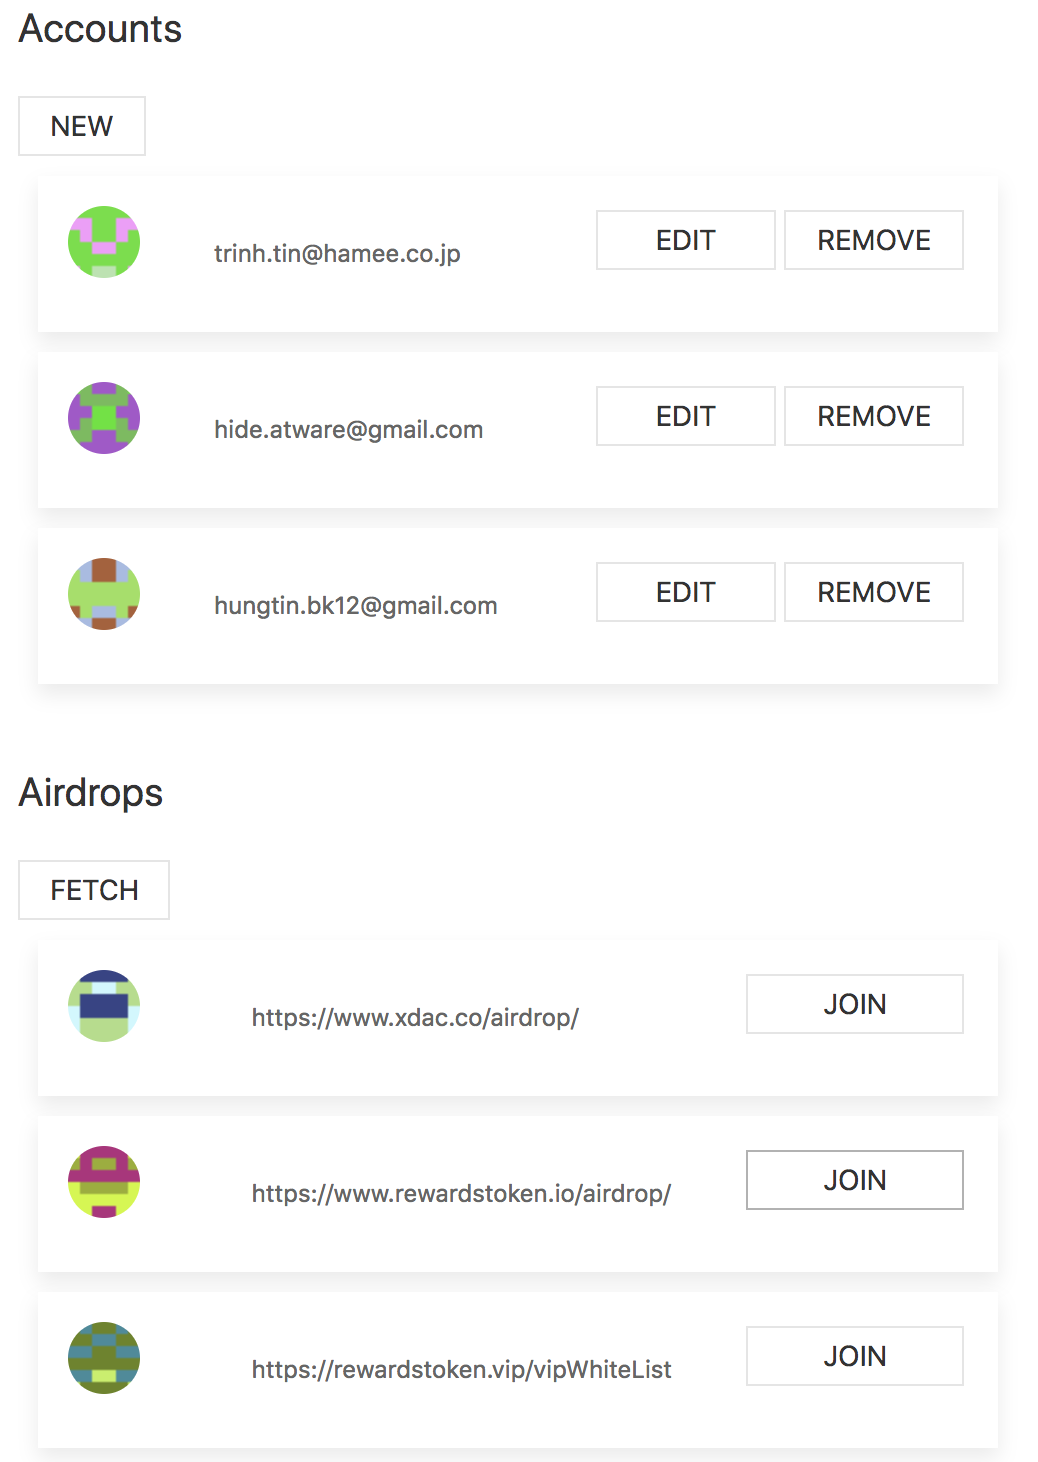 Accounts
NEW
trinh.tin@hamee.co.jp
EDIT
REMOVE
hide.atware@gmail.com
EDIT
REMOVE
hungtin.bk12@gmail.com
EDIT
REMOVE
Airdrops
FETCH
https://www.xdac.co/airdrop/
JOIN
https://www.rewardstoken.io/airdrop/
JOIN
https://rewardstoken.vip/vipWhiteList
JOIN